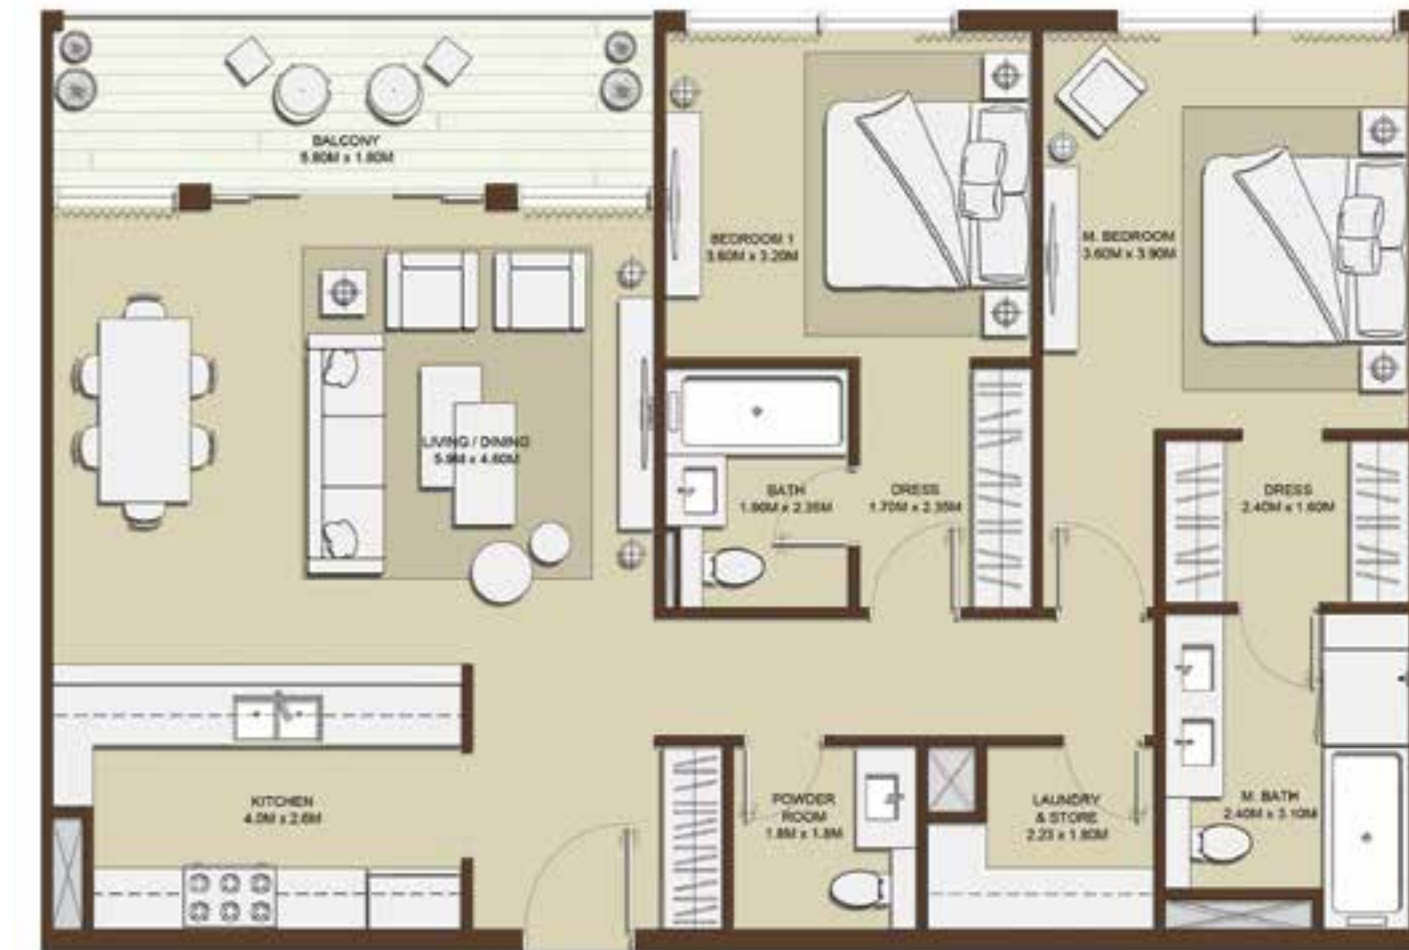 BALCONY
5.80M x 1.80M
BEDROOM 1
3.60M x 3.20M
M. BEDROOM
3.60M x 3.90M
LIVING / DINING
5.9M x 4.60M
BATH
1.90M x 2.35M
DRESS
1.70M x 2.35M
DRESS
2.40M x 1.60M
KITCHEN
4.0M x 2.6M
POWDER
ROOM
1.8M x 1.8M
LAUNDRY
& STORE
2.23 x 1.80M
M. BATH
2.40M x 3.10M